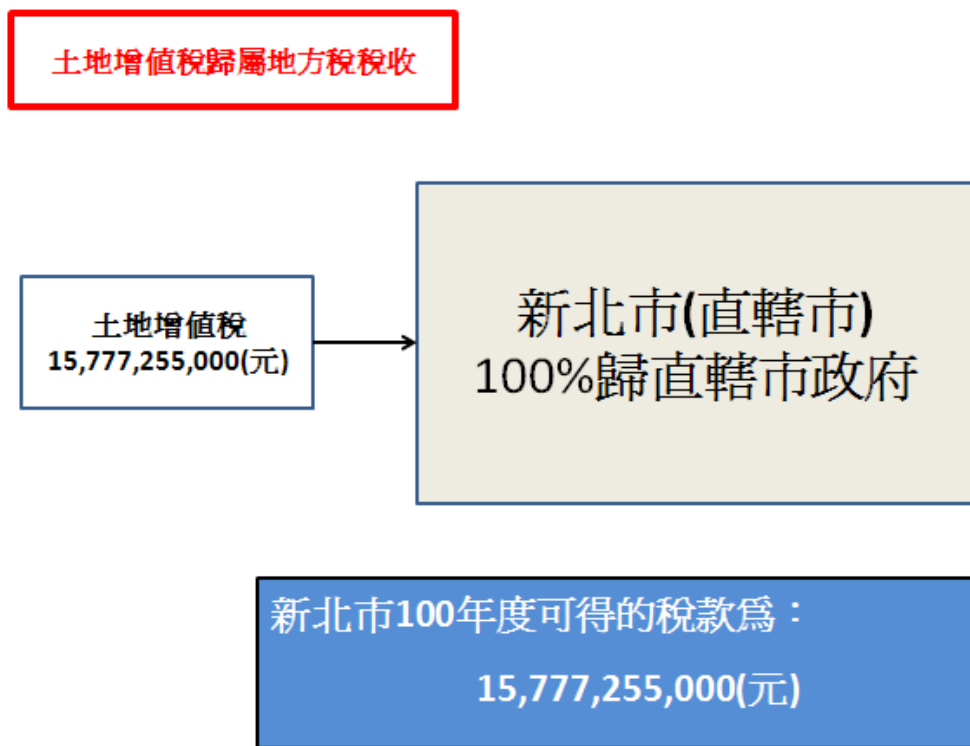 土地增值稅歸屬地方稅稅收
土地增值稅
15,777,255,000(元)
新北市(直轄市)
100%歸直轄市政府
新北市100年度可得的稅款爲：
15,777,255,000(元)